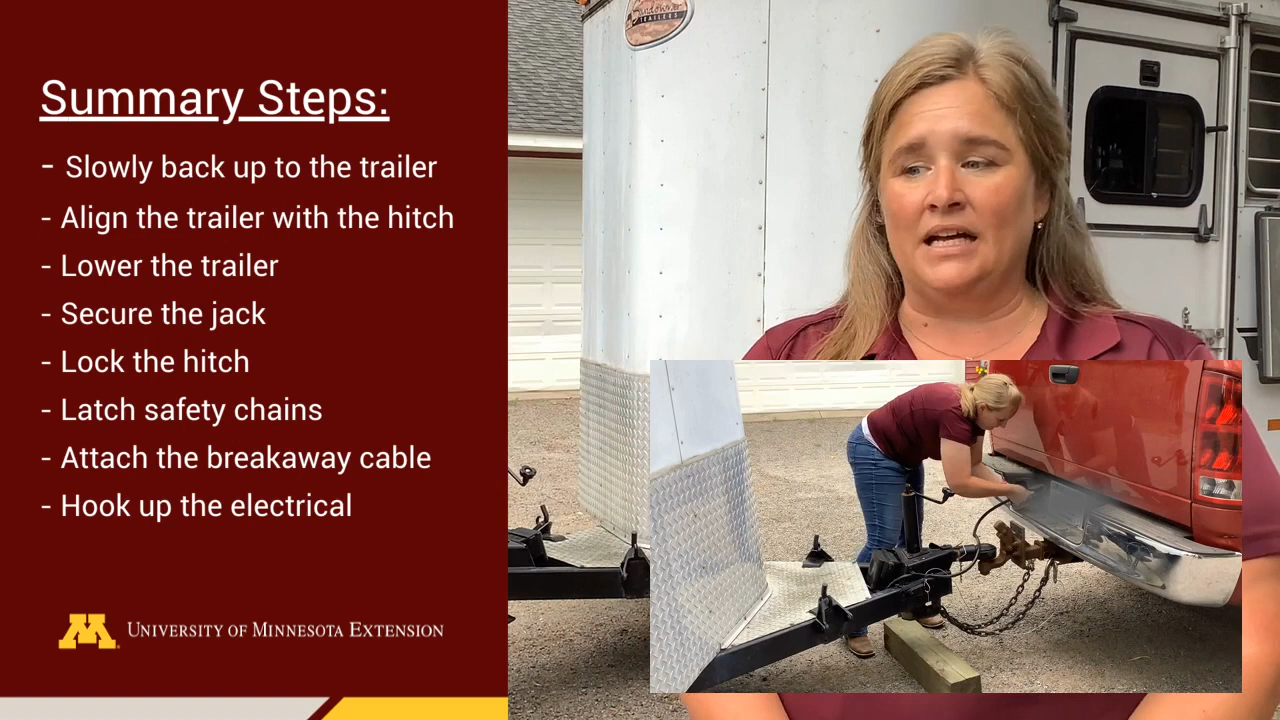 Summary Steps:
- Slowly back up to the trailer
- Align the trailer with the hitch
- Lower the trailer
- Secure the jack
- Lock the hitch
- Latch safety chains
- Attach the breakaway cable
- Hook up the electrical
M UNIVERSITY OF MINNESOTA EXTENSION
Sundowner
TRAILERS